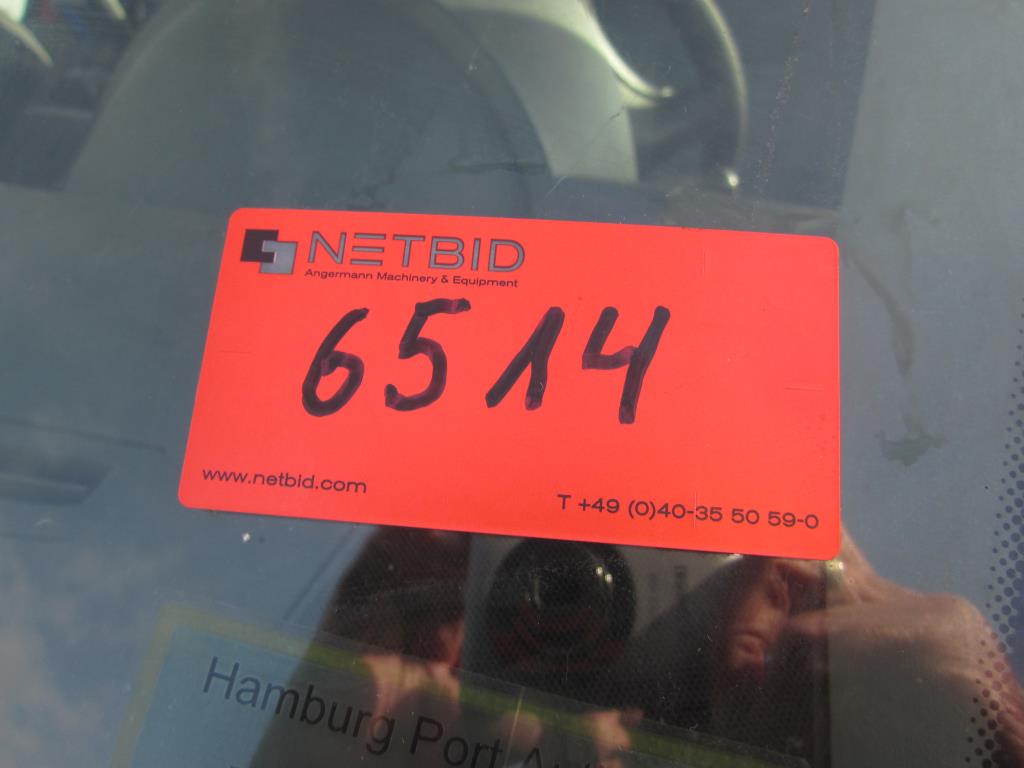 NETBID
Angermann Machinery & Equipment
6514
www.netbid.com
T +49 (0)40-35 50 59-0
Hamburg Port